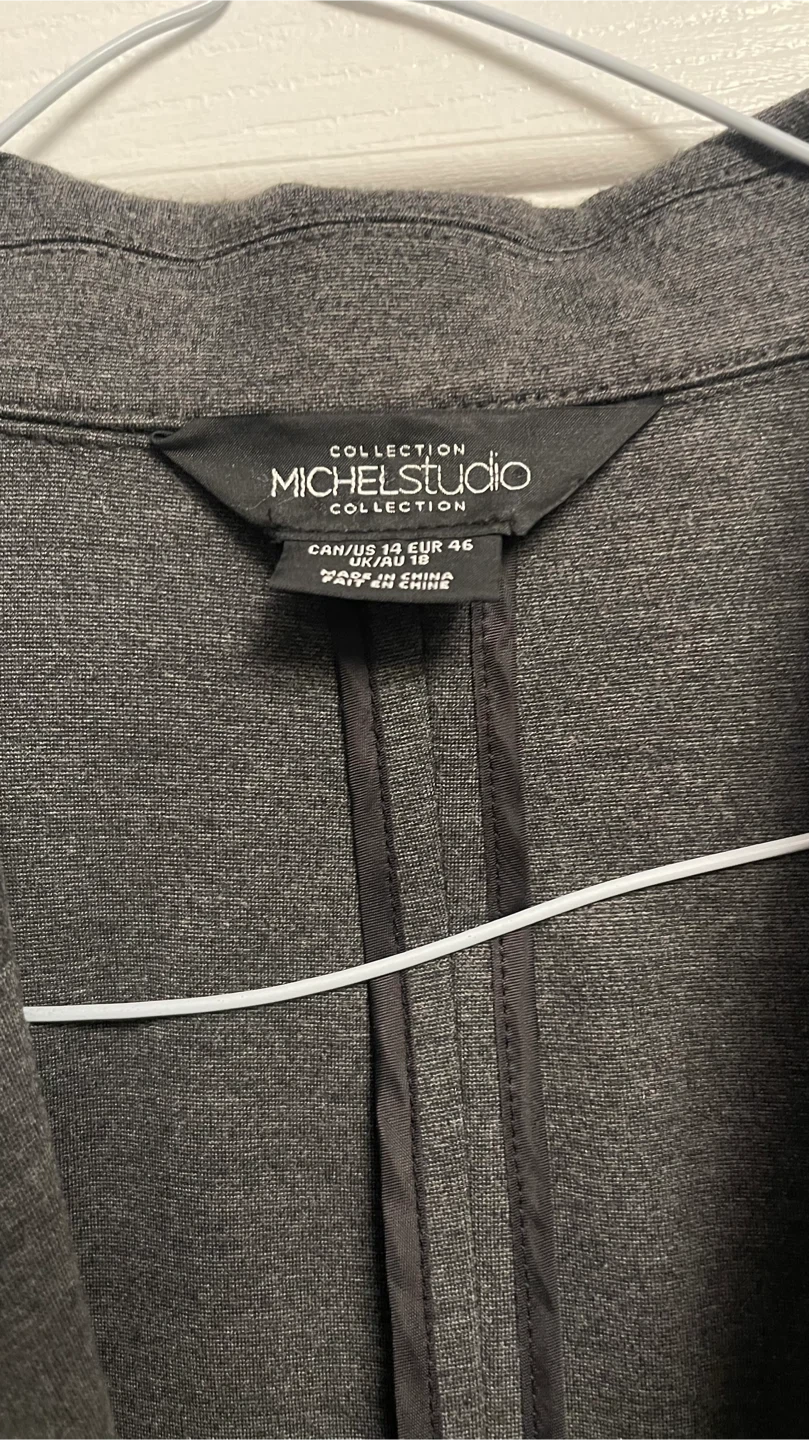 COLLECTION
MICHELstudio
COLLECTION
CAN/US 14 EUR 46
UK/AU 18
MADE IN CHINA
FAIT EN CHINE